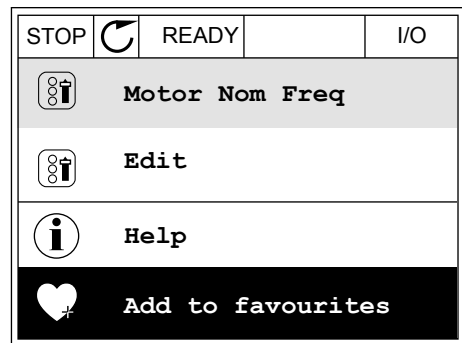 STOP READY I/O
Motor Nom Freq
Edit
Help
Add to favourites